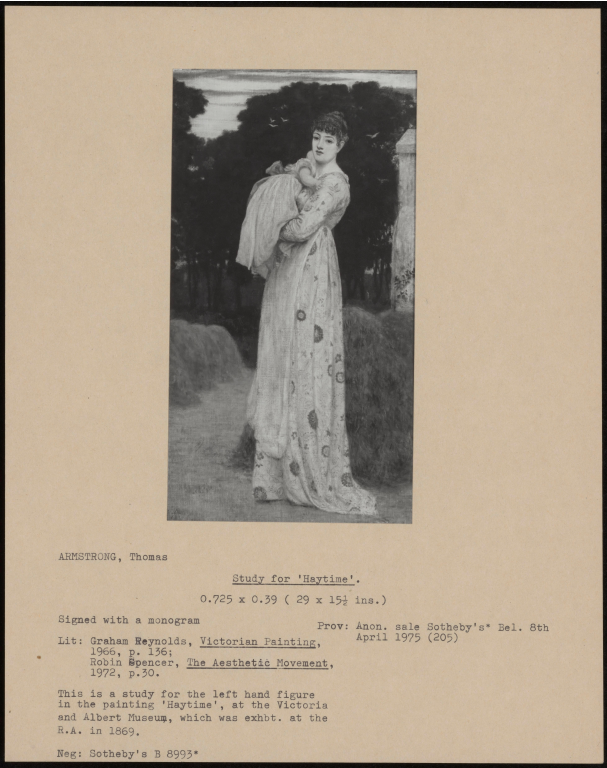 ARMSTRONG, Thomas
Study for 'Haytime'.
0.725 x 0.39 ( 29 x 15½ ins.)
Signed with a monogram
Prov: Anon. sale Sotheby's* Bel. 8th
April 1975 (205)
Lit: Graham Reynolds, Victorian Painting,
1966, p. 136;
Robin Spencer, The Aesthetic Movement,
1972, p.30.
This is a study for the left hand figure
in the painting 'Haytime', at the Victoria
and Albert Museum, which was exhbt. at the
R.A. in 1869.
Neg: Sotheby's B 8993*